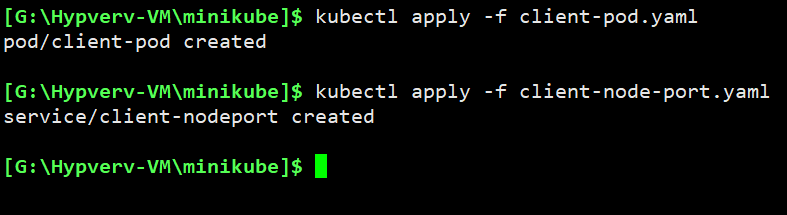 [G:\Hypverv-VM\minikube]$ kubectl apply -f client-pod.yaml
pod/client-pod created
[G:\Hypverv-VM\minikube]$ kubectl apply -f client-node-port.yaml
service/client-nodeport created
[G:\Hypverv-VM\minikube]$